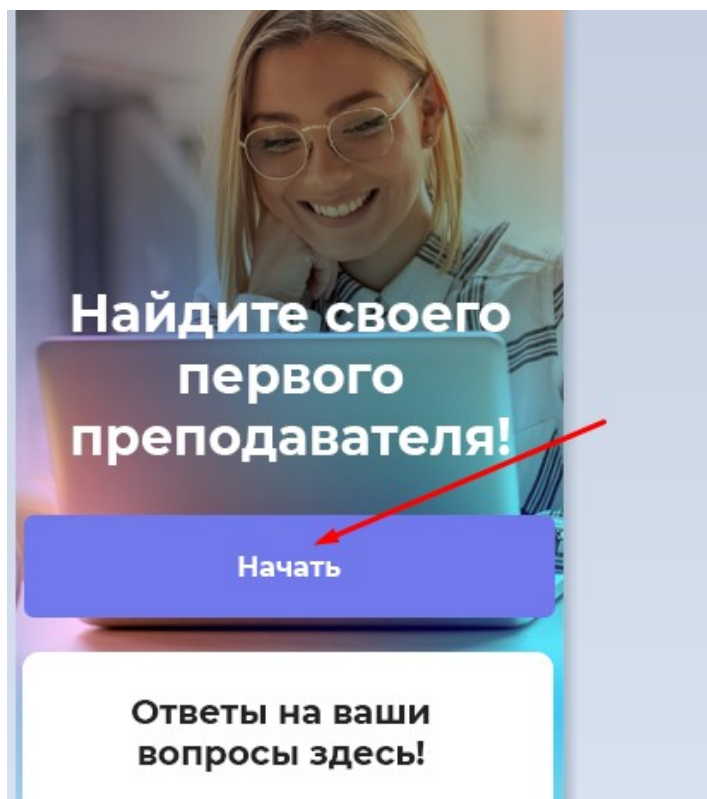 Найдите своего
первого
преподавателя!
Начать
Ответы на ваши
вопросы здесь!